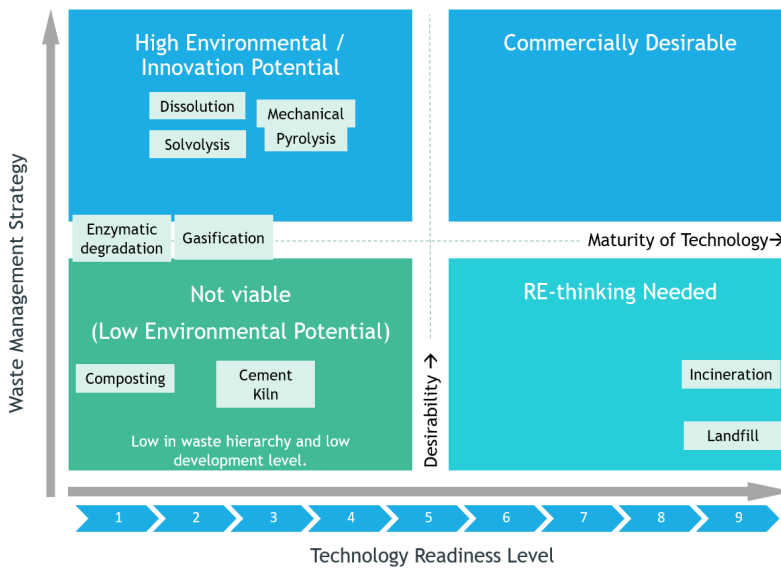 High Environmental /
Innovation Potential
Commercially Desirable
Dissolution
Mechanical
Solvolysis
Pyrolysis
Waste Management Strategy
Enzymatic
degradation
Gasification
Maturity of Technology→
Not viable
(Low Environmental Potential)
RE-thinking Needed
Composting
Cement
Kiln
Desirability →
Incineration
Landfill
Low in waste hierarchy and low
development level.
1 2 3 4 5 6 7 8 9
Technology Readiness Level